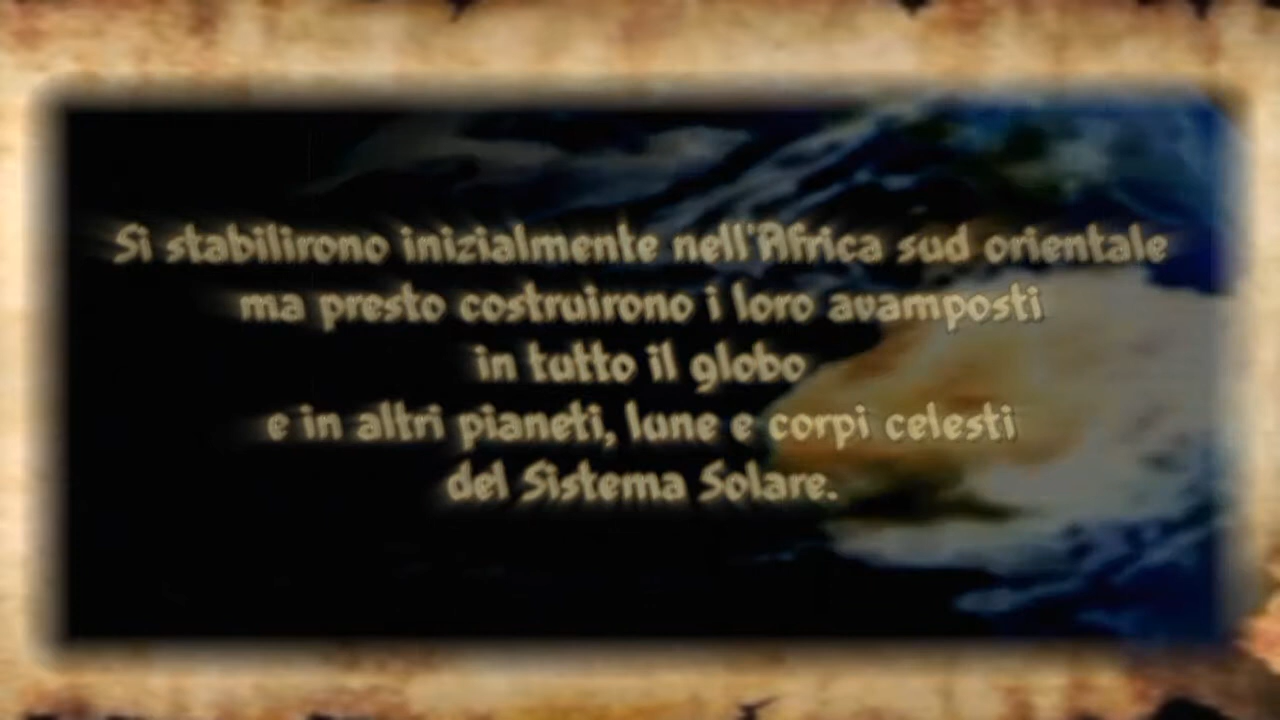 Si stabilirono inizialmente nell'Africa sud orientale
ma presto costruirono i loro avamposti
in tutto il globo
e in altri pianeti, lune e corpi celesti
del Sistema Solare.